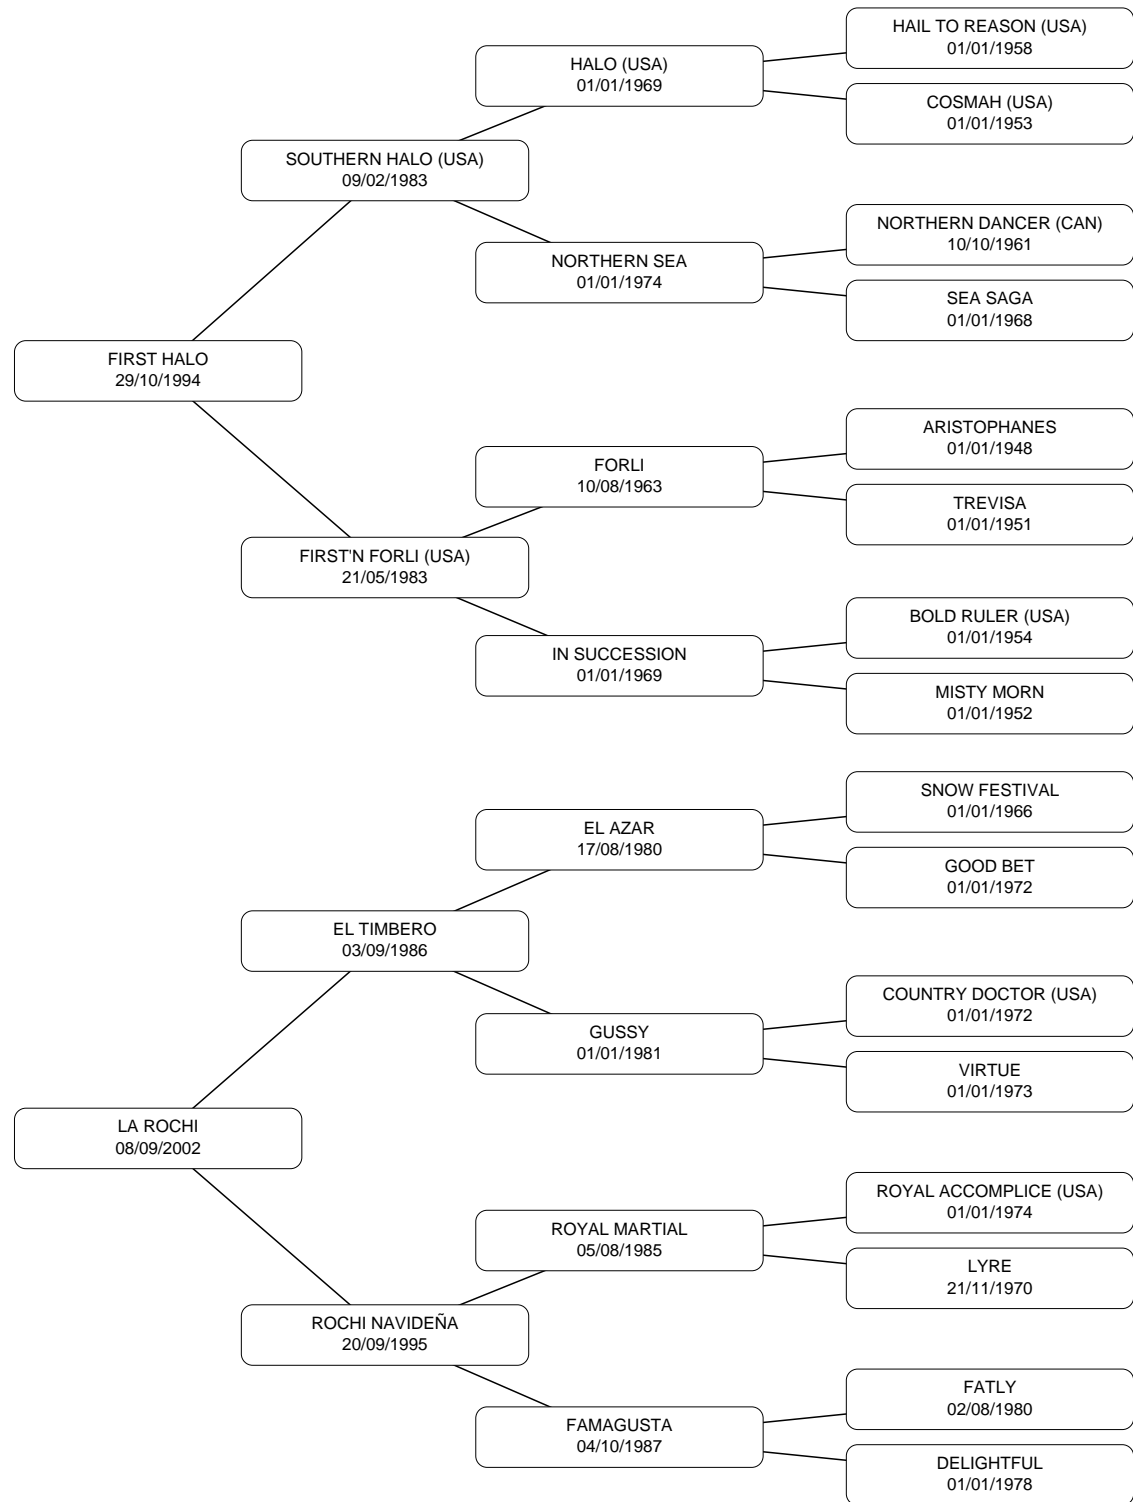 HAIL TO REASON (USA)
01/01/1958
HALO (USA)
01/01/1969
COSMAH (USA)
01/01/1953
SOUTHERN HALO (USA)
09/02/1983
NORTHERN DANCER (CAN)
10/10/1961
NORTHERN SEA
01/01/1974
SEA SAGA
01/01/1968
FIRST HALO
29/10/1994
ARISTOPHANES
01/01/1948
FORLI
10/08/1963
TREVISA
01/01/1951
FIRST'N FORLI (USA)
21/05/1983
BOLD RULER (USA)
01/01/1954
IN SUCCESSION
01/01/1969
MISTY MORN
01/01/1952
SNOW FESTIVAL
01/01/1966
EL AZAR
17/08/1980
GOOD BET
01/01/1972
EL TIMBERO
03/09/1986
COUNTRY DOCTOR (USA)
01/01/1972
GUSSY
01/01/1981
VIRTUE
01/01/1973
LA ROCHI
08/09/2002
ROYAL ACCOMPLICE (USA)
01/01/1974
ROYAL MARTIAL
05/08/1985
LYRE
21/11/1970
ROCHI NAVIDEÑA
20/09/1995
FATLY
02/08/1980
FAMAGUSTA
04/10/1987
DELIGHTFUL
01/01/1978